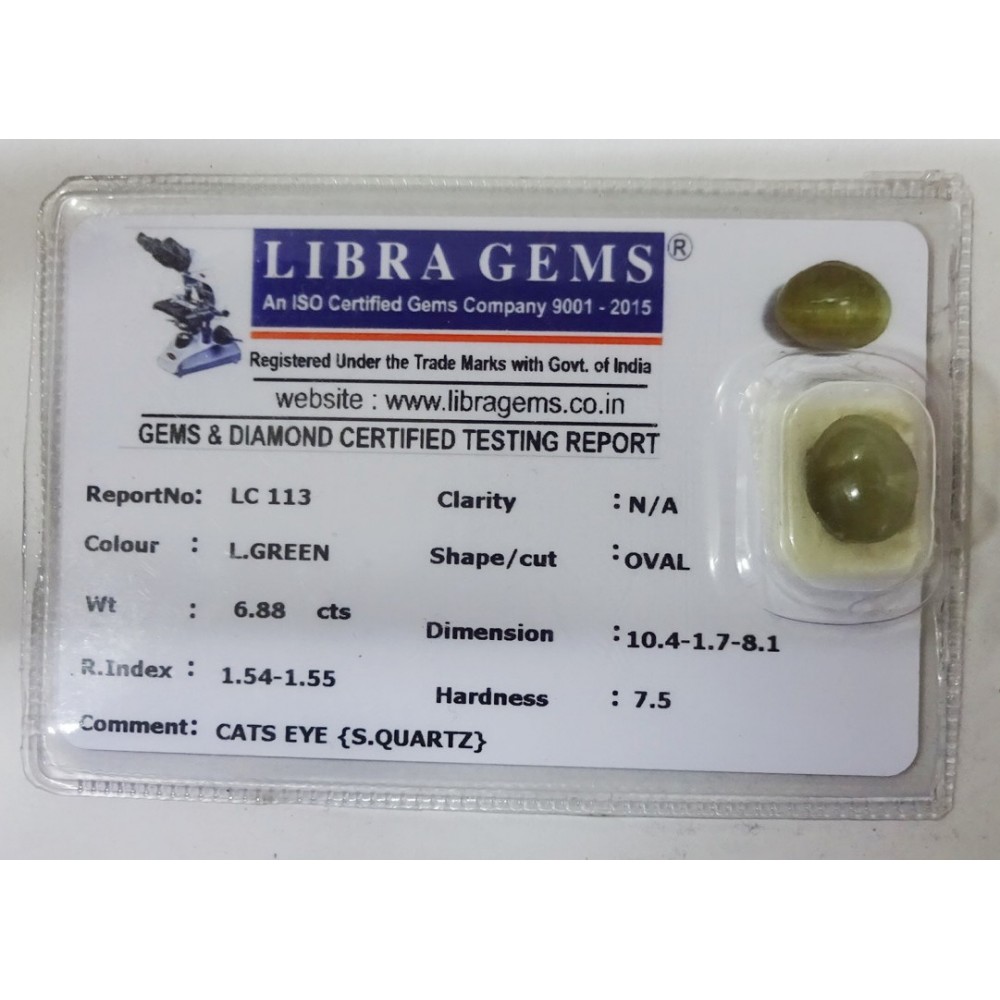 LIBRA GEMS ®
An ISO Certified Gems Company 9001 - 2015
Registered Under the Trade Marks with Govt. of India
website : www.libragems.co.in
GEMS & DIAMOND CERTIFIED TESTING REPORT
ReportNo: LC 113
Colour : L.GREEN
Wt : 6.88 cts
R.Index : 1.54-1.55
Clarity : N/A
Shape/cut : OVAL
Dimension : 10.4-1.7-8.1
Hardness : 7.5
Comment: CATS EYE {S.QUARTZ}